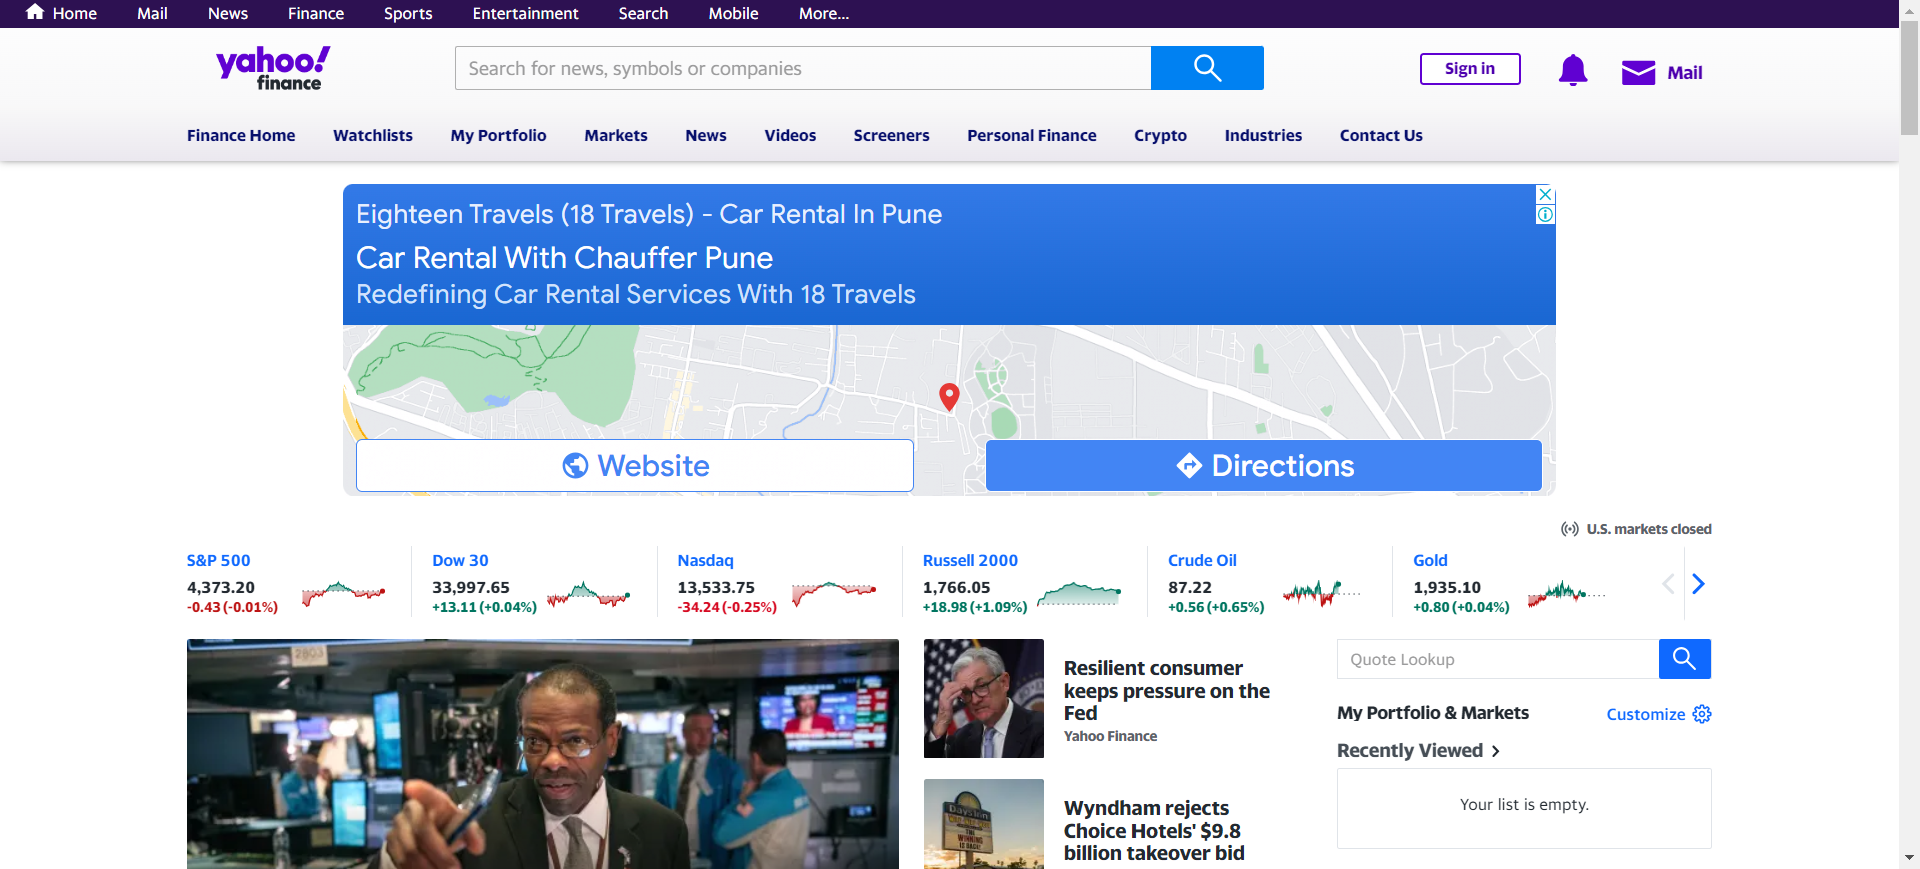 Home Mail News Finance Sports Entertainment Search Mobile More...
yahoo!
finance
Search for news, symbols or companies
Sign in
Mail
Finance Home Watchlists My Portfolio Markets News Videos Screeners Personal Finance Crypto Industries Contact Us
Eighteen Travels (18 Travels) - Car Rental In Pune
Car Rental With Chauffer Pune
Redefining Car Rental Services With 18 Travels
Website
Directions
U.S. markets closed
S&P 500
4,373.20
-0.43 (-0.01%)
Dow 30
33,997.65
+13.11 (+0.04%)
Nasdaq
13,533.75
-34.24 (-0.25%)
Russell 2000
1,766.05
+18.98 (+1.09%)
Crude Oil
87.22
+0.56 (+0.65%)
Gold
1,935.10
+0.80 (+0.04%)
2803
Resilient consumer
keeps pressure on the
Fed
Yahoo Finance
Days Inn
THE
WINNING
IS BACK!
Wyndham rejects
Choice Hotels' $9.8
billion takeover bid
Quote Lookup
My Portfolio & Markets
Customize
Recently Viewed
Your list is empty.